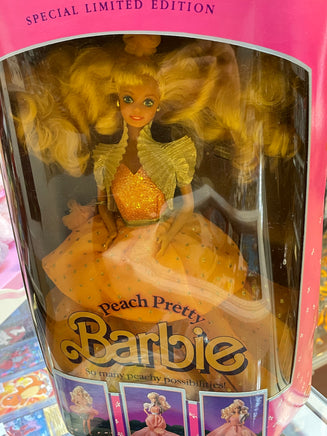 SPECIAL LIMITED EDITION
Peach Pretty
Barbie
So many peachy possibilities!